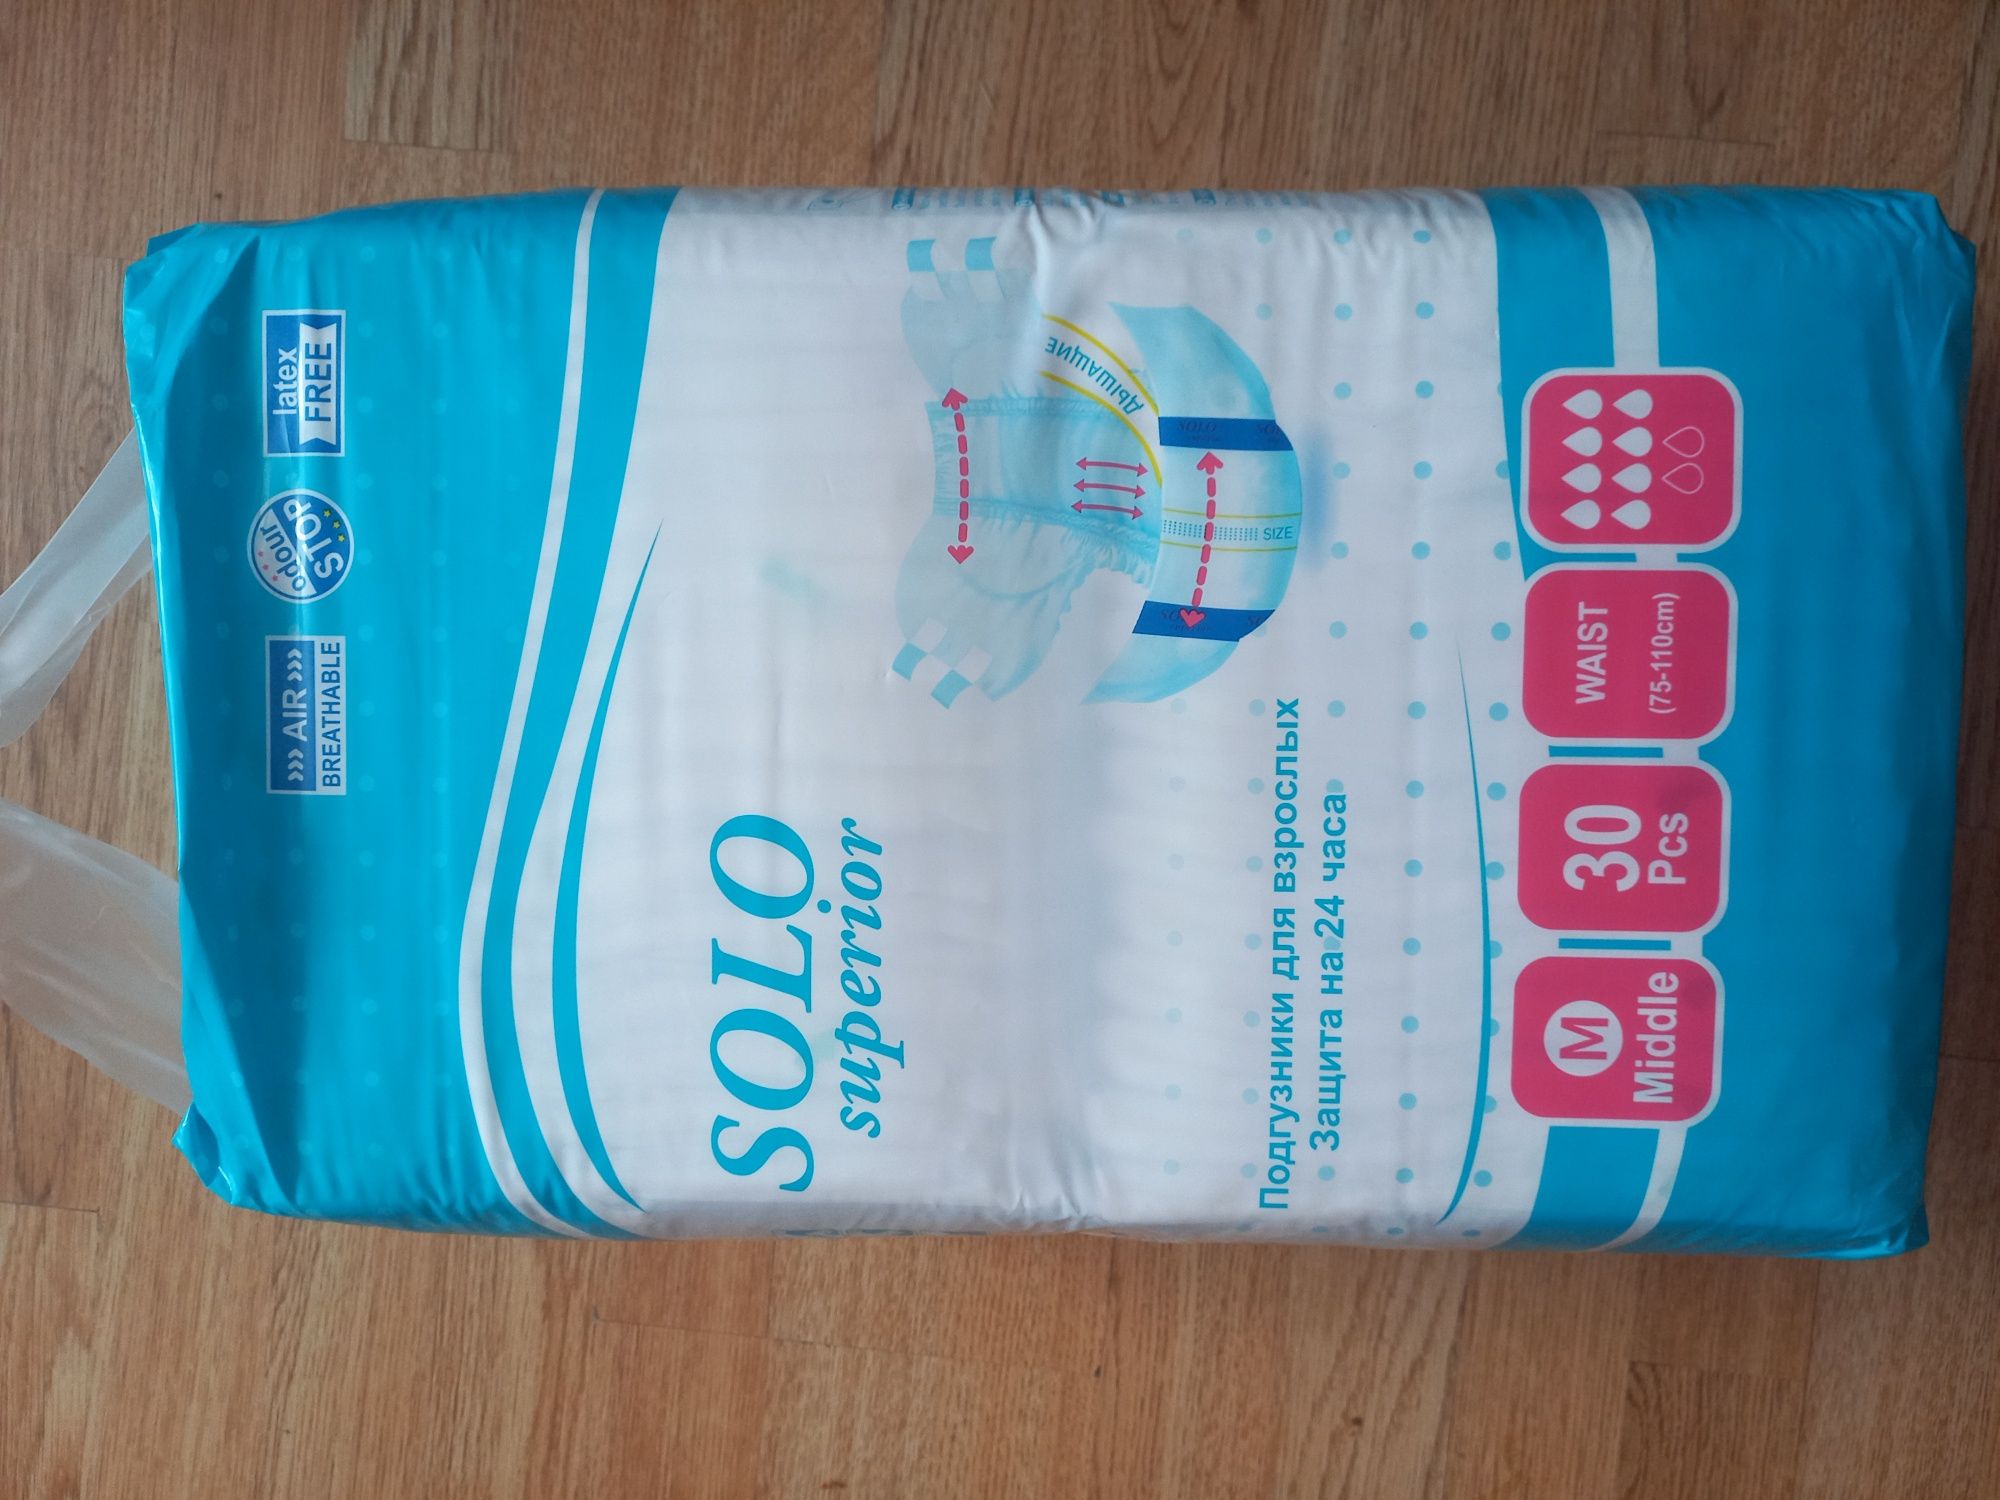 AIR
BREATHABLE
odour
STOP
latex
FREE
SOLO
superior
ДЫШАЩИЕ
SOLO
SIZE
Подгузники для взрослых
Защита на 24 часа
M
Middle
30
Pcs
WAIST
(75-110cm)